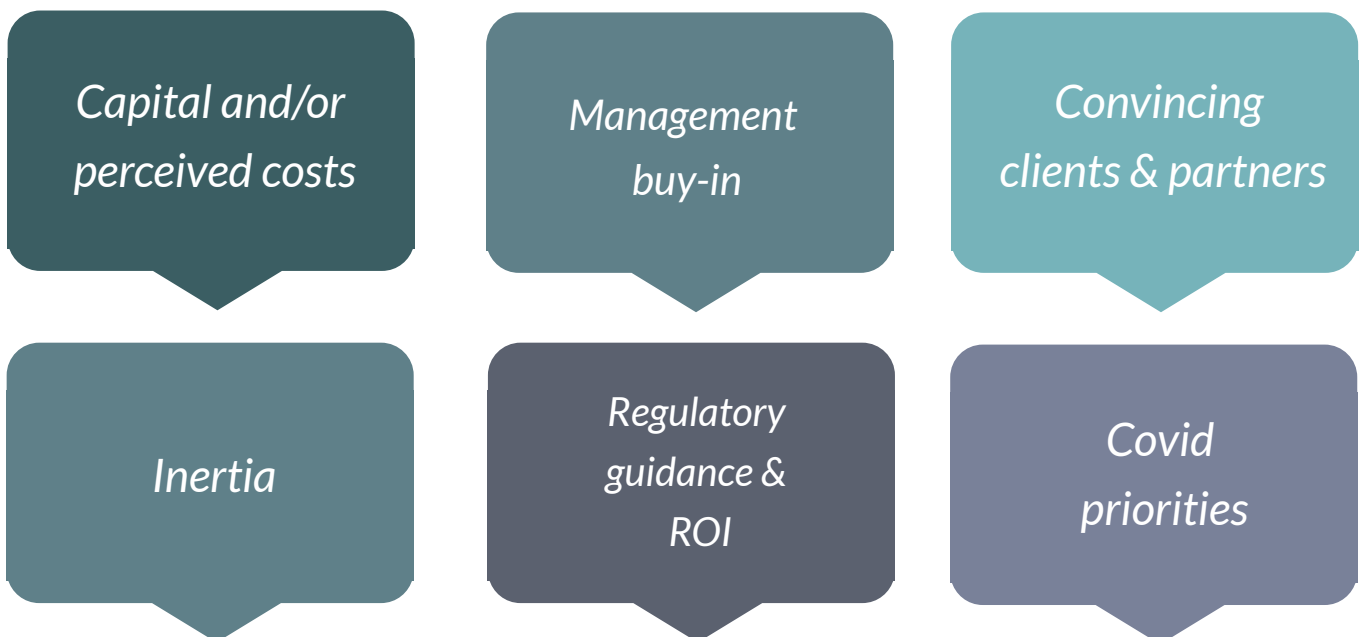 Capital and/or
perceived costs
Management
buy-in
Convincing
clients & partners
Inertia
Regulatory
guidance &
ROI
Covid
priorities